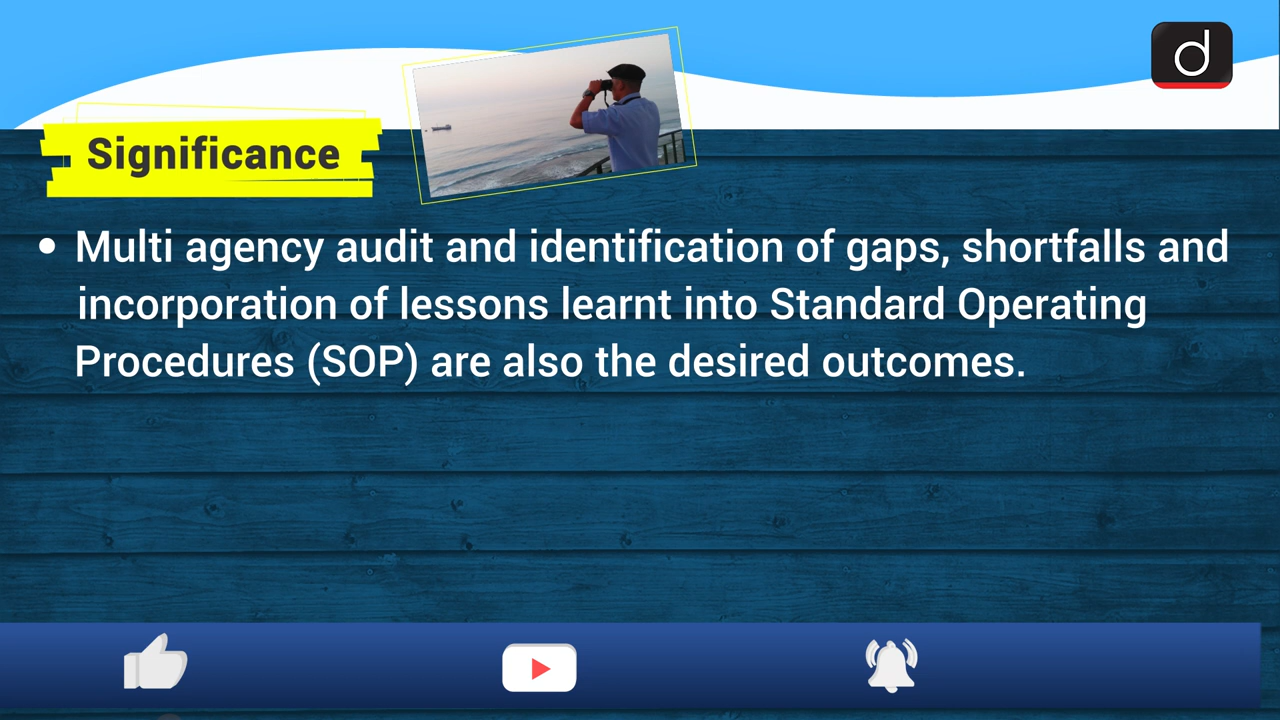 d
Significance
• Multi agency audit and identification of gaps, shortfalls and
incorporation of lessons learnt into Standard Operating
Procedures (SOP) are also the desired outcomes.